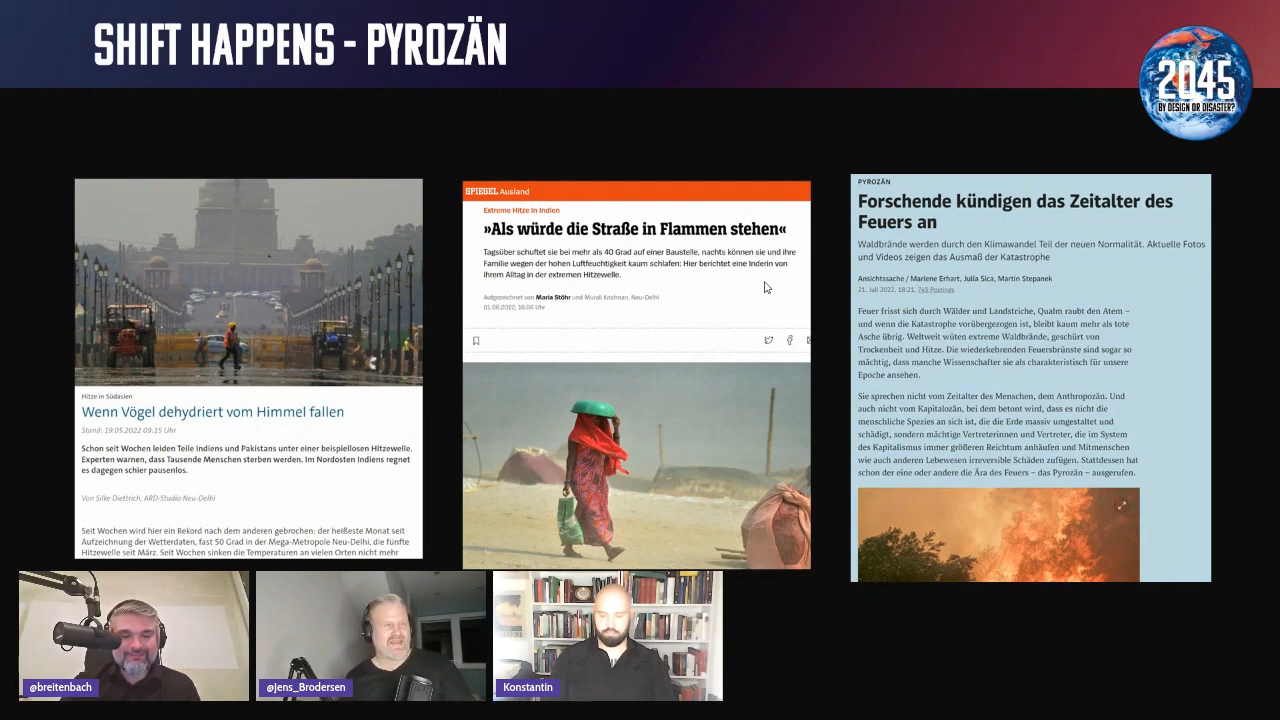 SHIFT HAPPENS - PYROZÄN
2045
BY DESIGN OR DISASTER?
Hitze in Südasien
Wenn Vögel dehydriert vom Himmel fallen
Stand: 19.05.2022 09:15 Uhr
Schon seit Wochen leiden Teile Indiens und Pakistans unter einer beispiellosen Hitzewelle.
Experten warnen, dass Tausende Menschen sterben werden. Im Nordosten Indiens regnet
es dagegen schier pausenlos.
Von Silke Diettrich, ARD-Studio Neu-Delhi
Seit Wochen wird hier ein Rekord nach dem anderen gebrochen: der heißeste Monat seit
Aufzeichnung der Wetterdaten, fast 50 Grad in der Mega-Metropole Neu-Delhi, die fünfte
Hitzewelle seit März. Seit Wochen sinken die Temperaturen an vielen Orten nicht mehr
SPIEGEL Ausland
Extreme Hitze in Indien
»Als würde die Straße in Flammen stehen«
Tagsüber schuftet sie bei mehr als 40 Grad auf einer Baustelle, nachts können sie und ihre
Familie wegen der hohen Luftfeuchtigkeit kaum schlafen: Hier berichtet eine Inderin von
ihrem Alltag in der extremen Hitzewelle.
Aufgezeichnet von Maria Stöhr und Murali Krishnan, Neu-Delhi
01.06.2022, 16.06 Uhr
PYROZÄN
Forschende kündigen das Zeitalter des
Feuers an
Waldbrände werden durch den Klimawandel Teil der neuen Normalität. Aktuelle Fotos
und Videos zeigen das Ausmaß der Katastrophe
Ansichtssache / Marlene Erhart, Julia Sica, Martin Stepanek
21. Juli 2022, 18:21, 745 Postings
Feuer frisst sich durch Wälder und Landstriche, Qualm raubt den Atem –
und wenn die Katastrophe vorübergezogen ist, bleibt kaum mehr als tote
Asche übrig. Weltweit wüten extreme Waldbrände, geschürt von
Trockenheit und Hitze. Die wiederkehrenden Feuersbrünste sind sogar so
mächtig, dass manche Wissenschafter sie als charakteristisch für unsere
Epoche ansehen.
Sie sprechen nicht vom Zeitalter des Menschen, dem Anthropozän. Und
auch nicht vom Kapitalozän, bei dem betont wird, dass es nicht die
menschliche Spezies an sich ist, die die Erde massiv umgestaltet und
schädigt, sondern mächtige Vertreterinnen und Vertreter, die im System
des Kapitalismus immer größeren Reichtum anhäufen und Mitmenschen
wie auch anderen Lebewesen irreversible Schäden zufügen. Stattdessen hat
schon der eine oder andere die Ära des Feuers – das Pyrozän – ausgerufen.
@breitenbach
@Jens_Brodersen
Konstantin